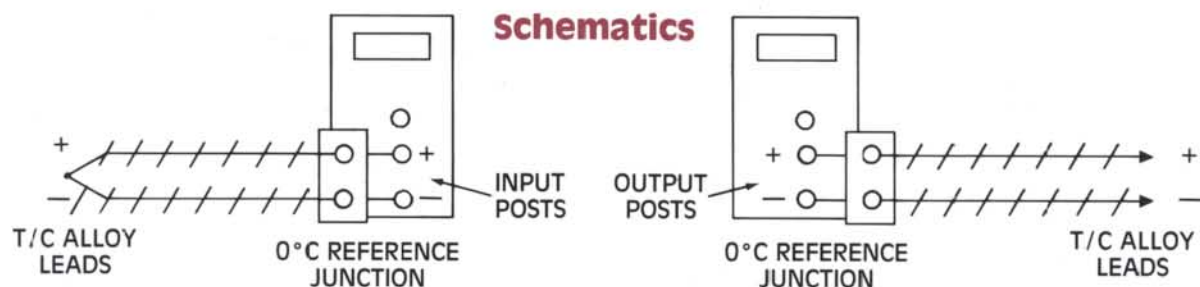 Schematics
+
—
T/C ALLOY
LEADS
+
—
INPUT
POSTS
0°C REFERENCE
JUNCTION
+
—
OUTPUT
POSTS
0°C REFERENCE
JUNCTION
+
—
T/C ALLOY
LEADS